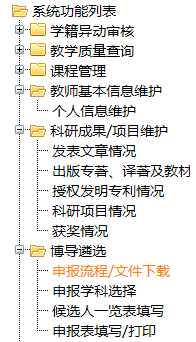 系统功能列表
学籍异动审核
教学质量查询
课程管理
教师基本信息维护
个人信息维护
科研成果/项目维护
发表文章情况
出版专著、译著及教材
授权发明专利情况
科研项目情况
获奖情况
博导遴选
申报流程/文件下载
申报学科选择
候选人一览表填写
申报表填写/打印